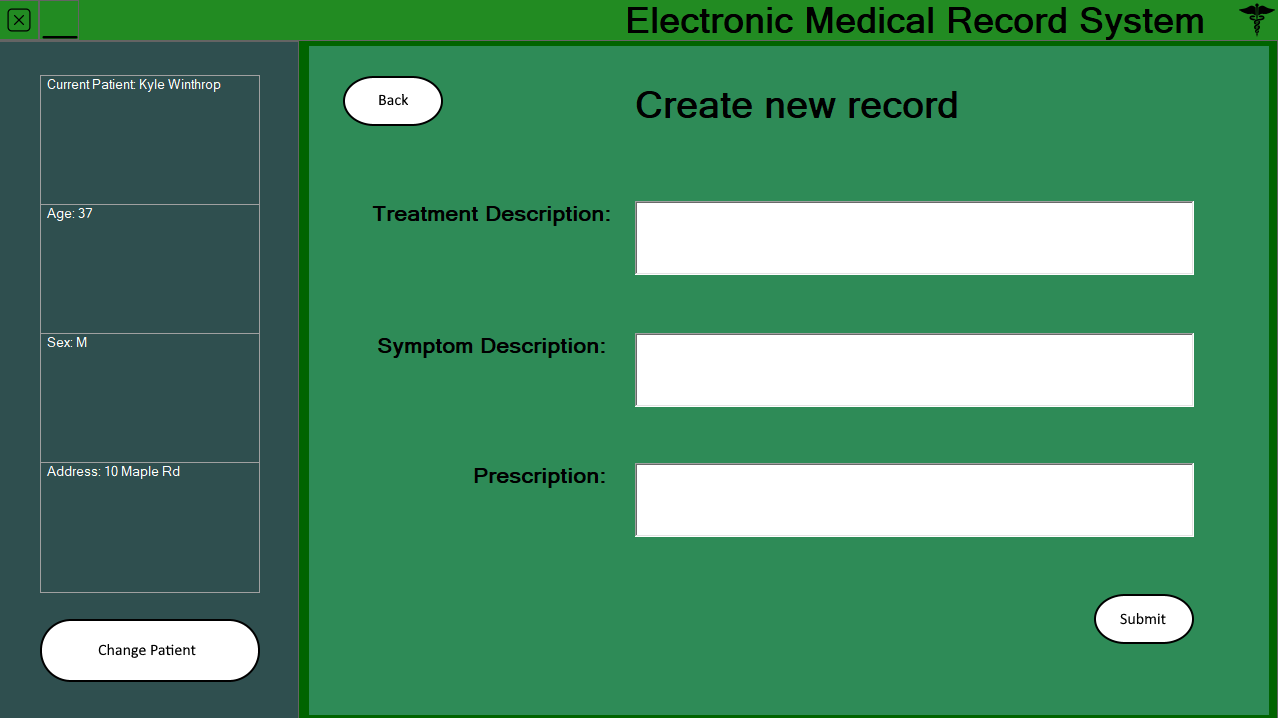 Electronic Medical Record System
Current Patient: Kyle Winthrop
Age: 37
Sex: M
Address: 10 Maple Rd
Change Patient
Back
Create new record
Treatment Description:
Symptom Description:
Prescription:
Submit